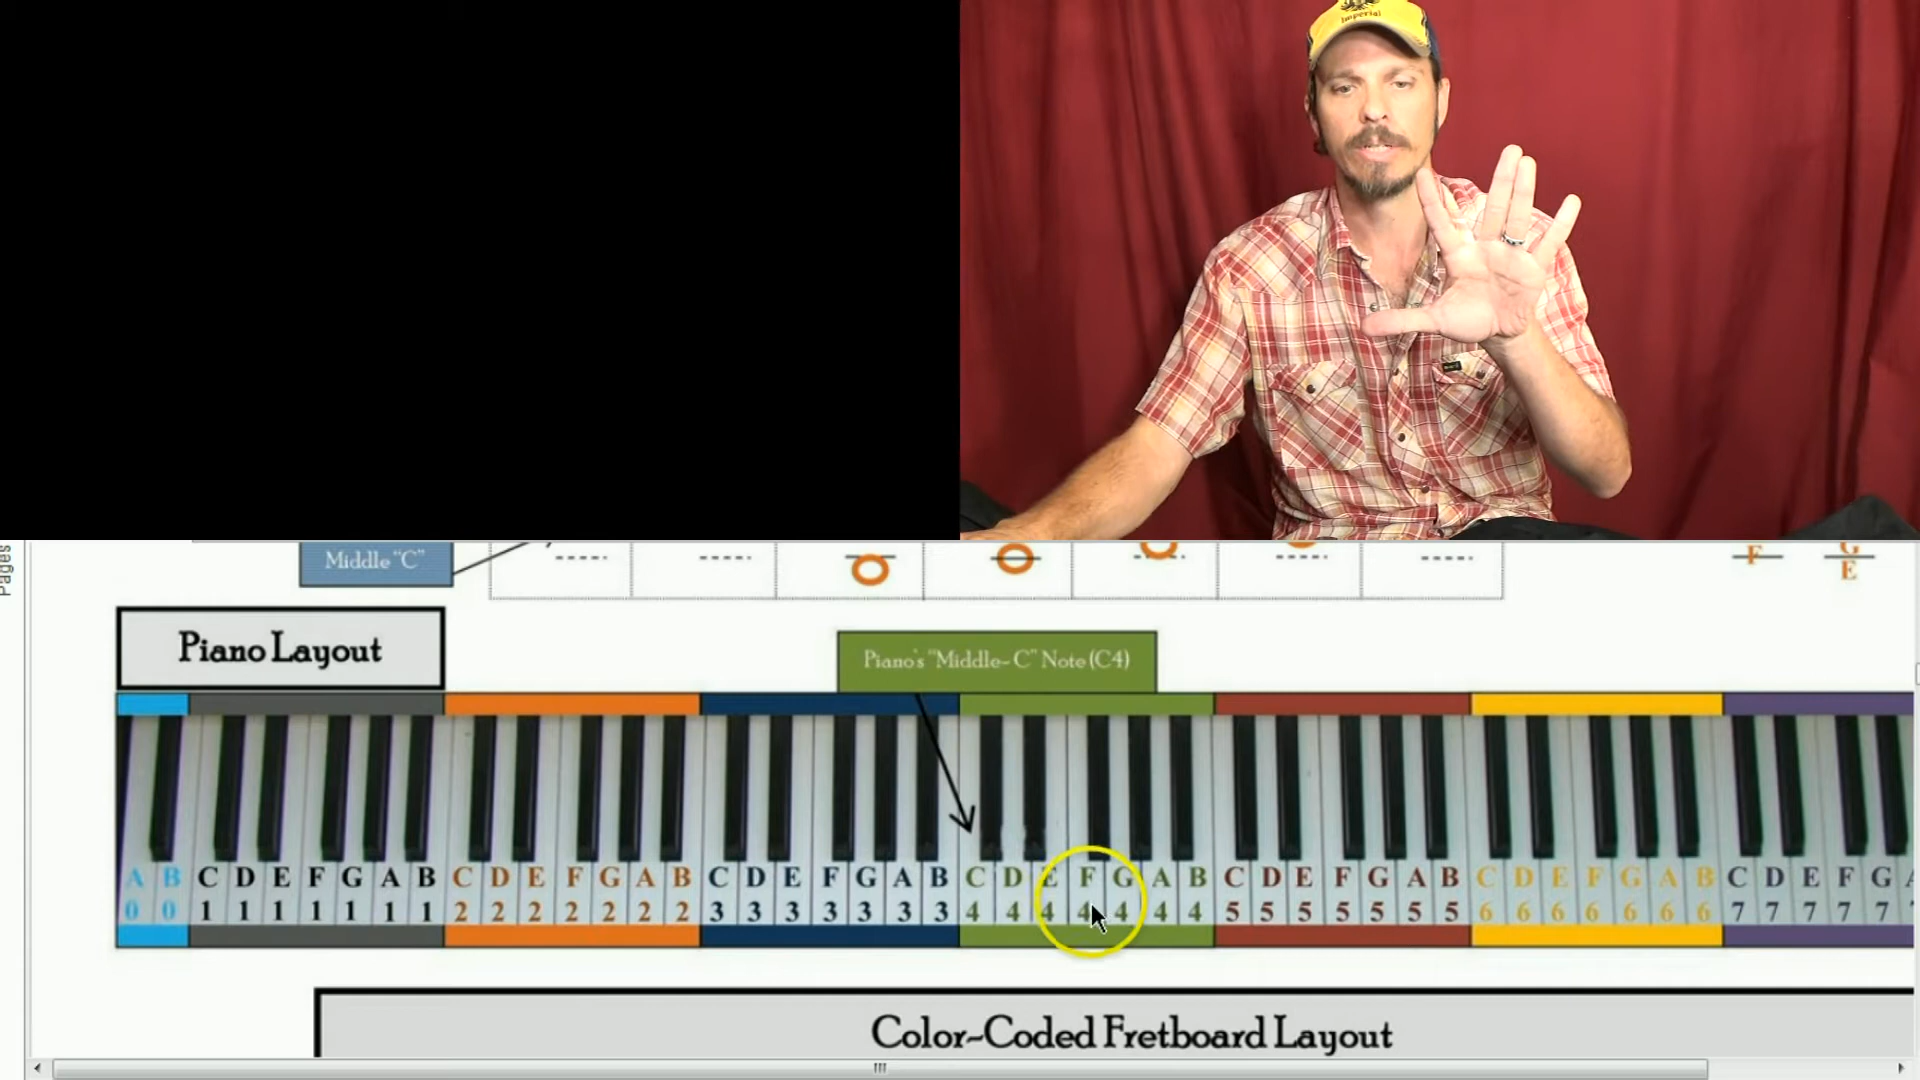 Imperial
Pages
Middle "C"
F
G
E
Piano Layout
Piano's "Middle-C" Note (C4)
A B C D E F G A B C D E F G A B C D E F G A B C D E F G A B C D E F G A B C D E F G A B C D E F G
0 0 1 1 1 1 1 1 1 2 2 2 2 2 2 2 3 3 3 3 3 3 3 4 4 4 4 4 4 4 5 5 5 5 5 5 5 6 6 6 6 6 6 6 7 7 7 7 7
Color-Coded Fretboard Layout